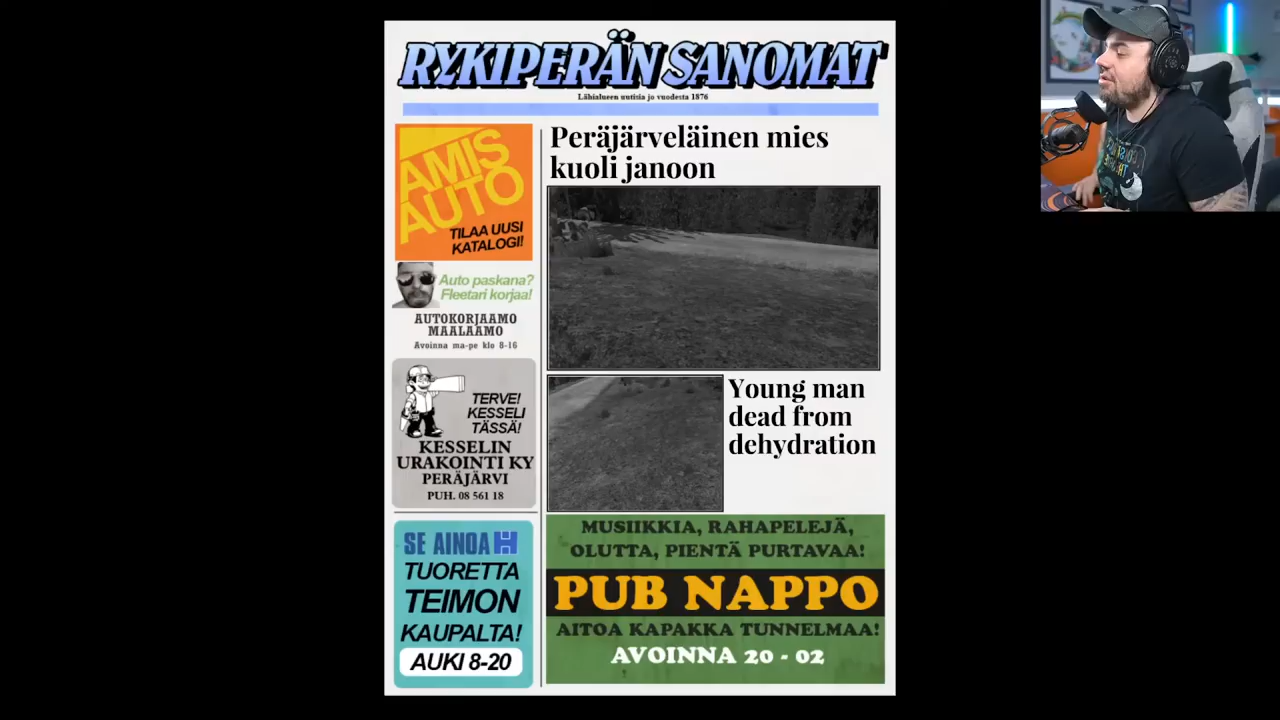 RYKIPERÄN SANOMAT
Lähialueen uutisia jo vuodesta 1876
AMIS
AUTO
TILAA UUSI
KATALOGI!
Auto paskana?
Fleetari korjaa!
AUTOKORJAAMO
MAALAAMO
Avoinna ma-pe klo 8-16
TERVE!
KESSELI
TÄSSÄ!
KESSELIN
URAKOINTI KY
PERÄJÄRVI
PUH. 08 561 18
SE AINOA
TUORETTA
TEIMON
KAUPALTA!
AUKI 8-20
Peräjärveläinen mies
kuoli janoon
Young man
dead from
dehydration
MUSIIKKIA, RAHAPELEJÄ,
OLUTTA, PIENTÄ PURTAVAA!
PUB NAPPO
AITOA KAPAKKA TUNNELMAA!
AVOINNA 20 - 02